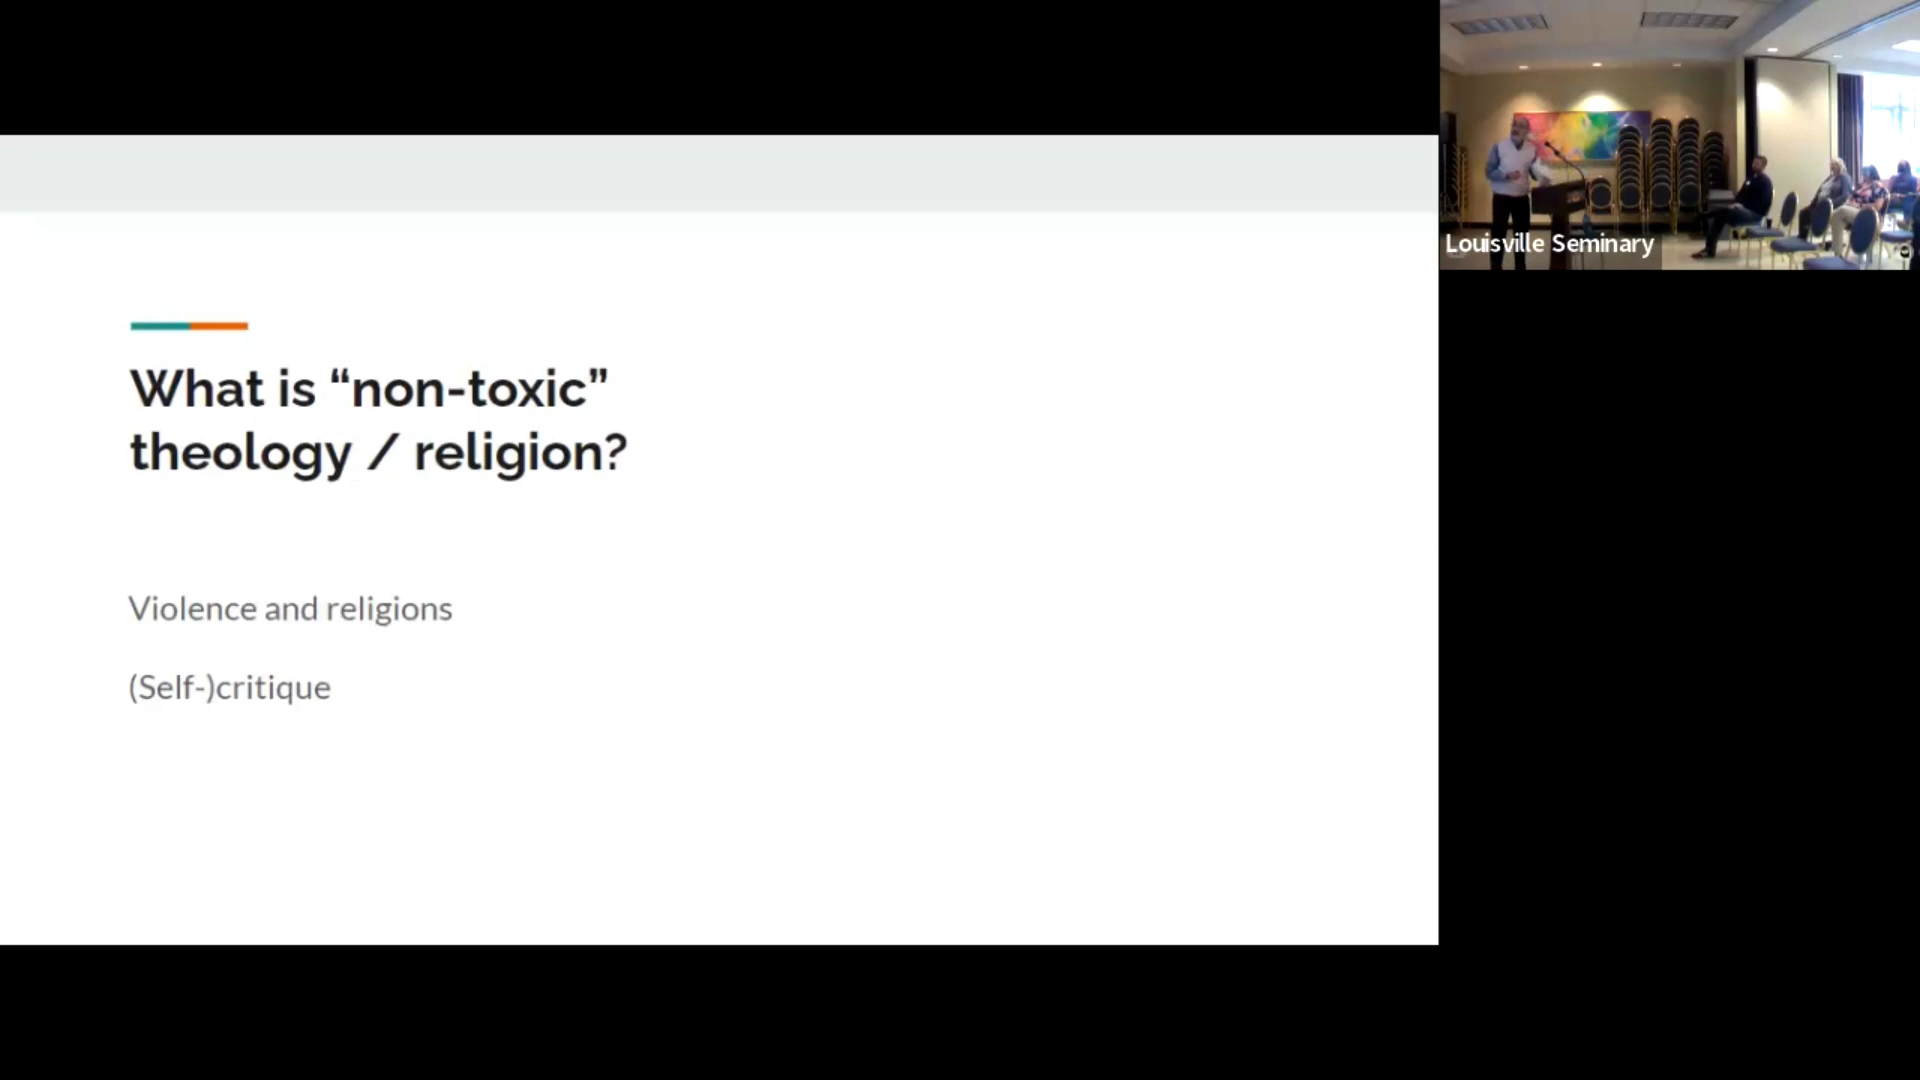 What is “non-toxic”
theology / religion?
Violence and religions
(Self-)critique
Louisville Seminary